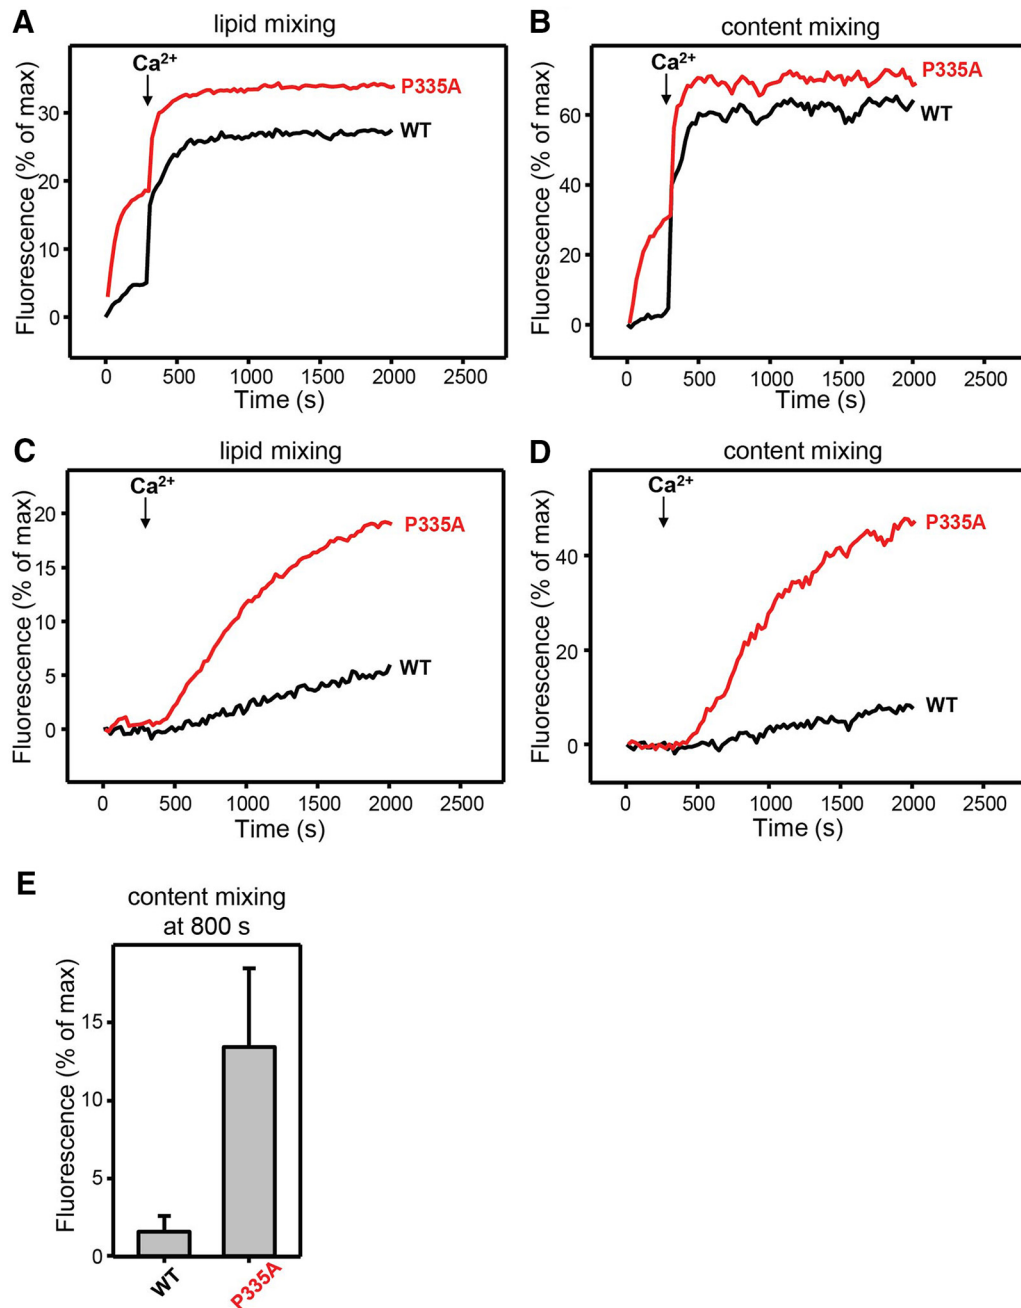 A
lipid mixing
Fluorescence (% of max)
30
20
10
0
Ca²⁺
P335A
WT
0 500 1000 1500 2000 2500
Time (s)
B
content mixing
Fluorescence (% of max)
60
40
20
0
Ca²⁺
P335A
WT
0 500 1000 1500 2000 2500
Time (s)
C
lipid mixing
Fluorescence (% of max)
20
15
10
5
0
Ca²⁺
P335A
WT
0 500 1000 1500 2000 2500
Time (s)
D
content mixing
Fluorescence (% of max)
40
20
0
Ca²⁺
P335A
WT
0 500 1000 1500 2000 2500
Time (s)
E
content mixing
at 800 s
Fluorescence (% of max)
15
10
5
0
WT
P335A